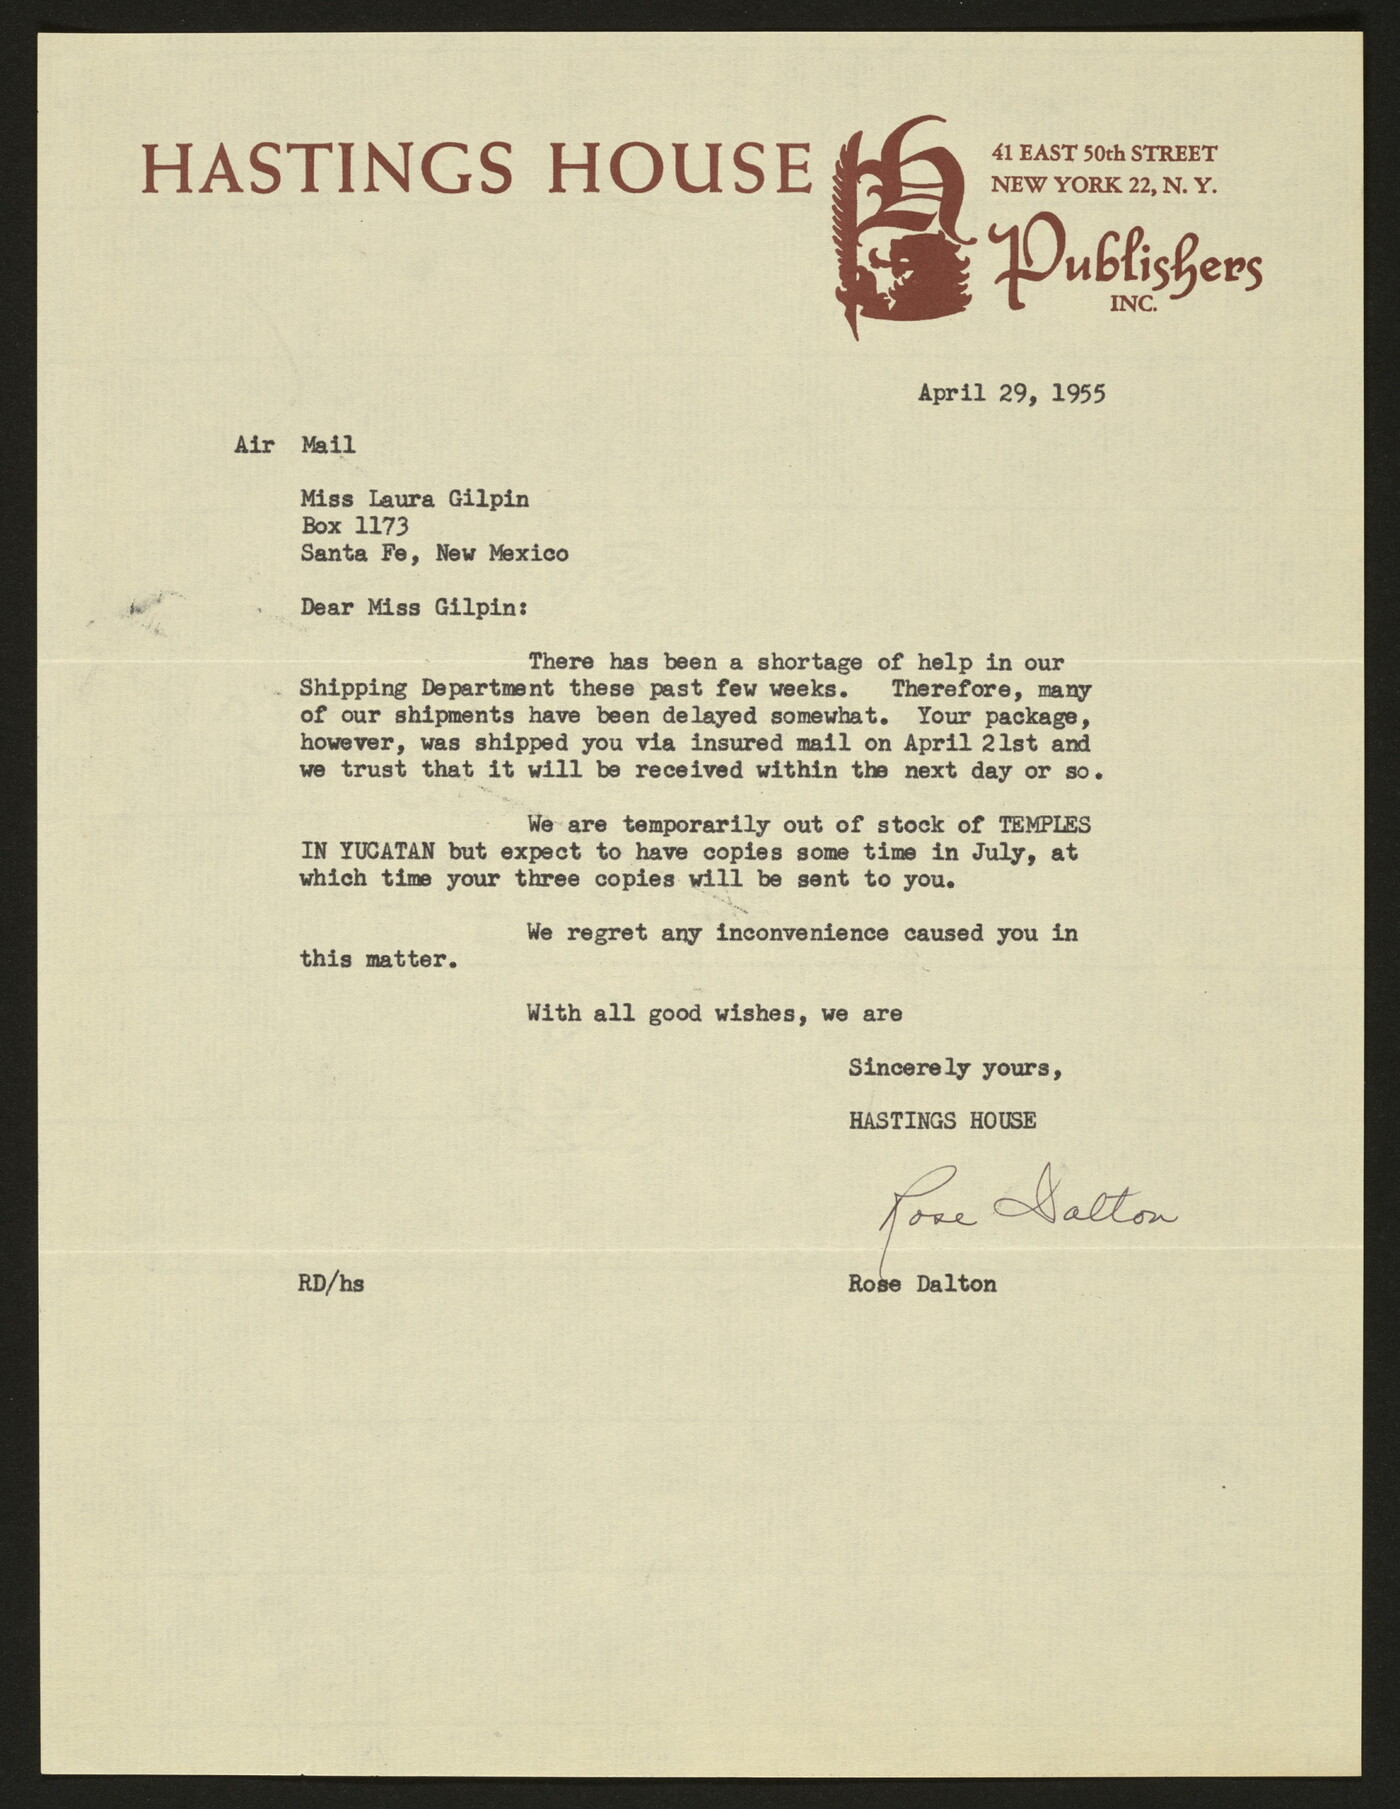 HASTINGS HOUSE
41 EAST 50th STREET
NEW YORK 22, N. Y.
Publishers
INC.
April 29, 1955
Air Mail
Miss Laura Gilpin
Box 1173
Santa Fe, New Mexico
Dear Miss Gilpin:
There has been a shortage of help in our
Shipping Department these past few weeks. Therefore, many
of our shipments have been delayed somewhat. Your package,
however, was shipped you via insured mail on April 21st and
we trust that it will be received within the next day or so.
We are temporarily out of stock of TEMPLES
IN YUCATAN but expect to have copies some time in July, at
which time your three copies will be sent to you.
We regret any inconvenience caused you in
this matter.
With all good wishes, we are
Sincerely yours,
HASTINGS HOUSE
Rose Dalton
RD/hs
Rose Dalton